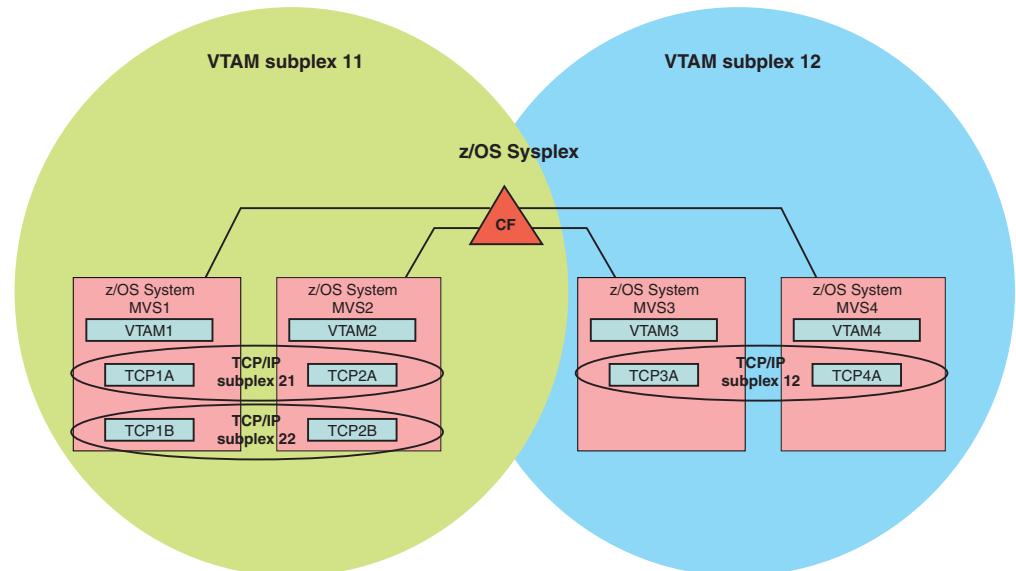 VTAM subplex 11
VTAM subplex 12
z/OS Sysplex
CF
z/OS System
MVS1
VTAM1
z/OS System
MVS2
VTAM2
z/OS System
MVS3
VTAM3
z/OS System
MVS4
VTAM4
TCP1A
TCP/IP
subplex 21
TCP2A
TCP3A
TCP/IP
subplex 12
TCP4A
TCP1B
TCP/IP
subplex 22
TCP2B